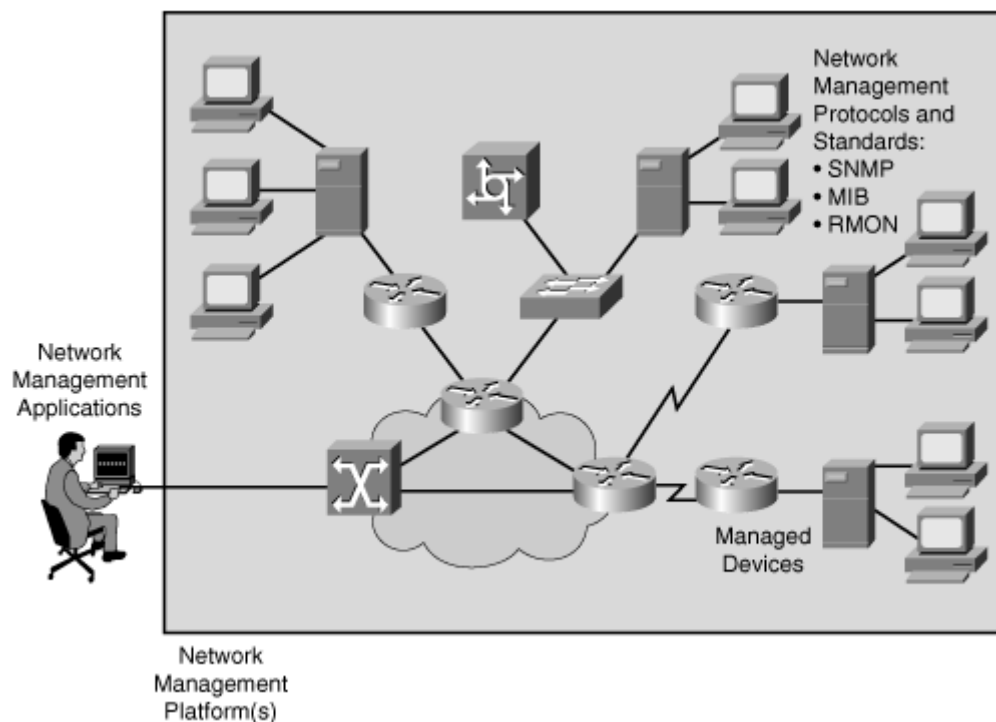 Network
Management
Protocols and
Standards:
• SNMP
• MIB
• RMON
Network
Management
Applications
Managed
Devices
Network
Management
Platform(s)